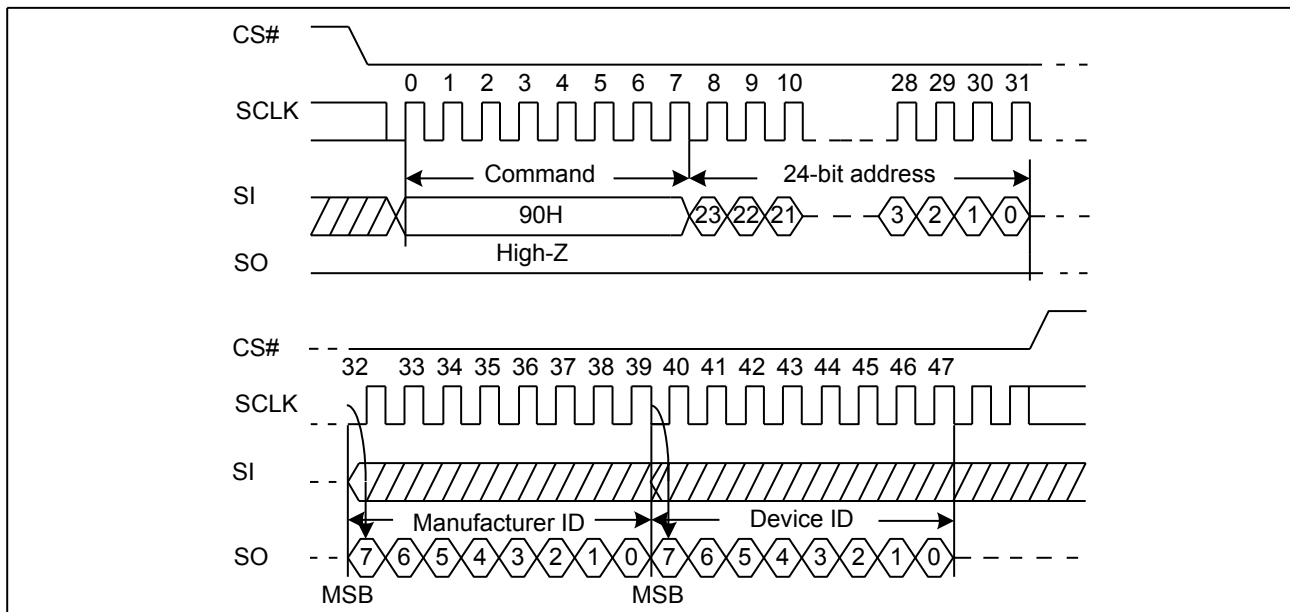 CS#
0 1 2 3 4 5 6 7 8 9 10 28 29 30 31
SCLK
Command 24-bit address
SI
90H 23 22 21 3 2 1 0
High-Z
SO
CS#
32 33 34 35 36 37 38 39 40 41 42 43 44 45 46 47
SCLK
SI
Manufacturer ID Device ID
SO 7 6 5 4 3 2 1 0 7 6 5 4 3 2 1 0
MSB MSB